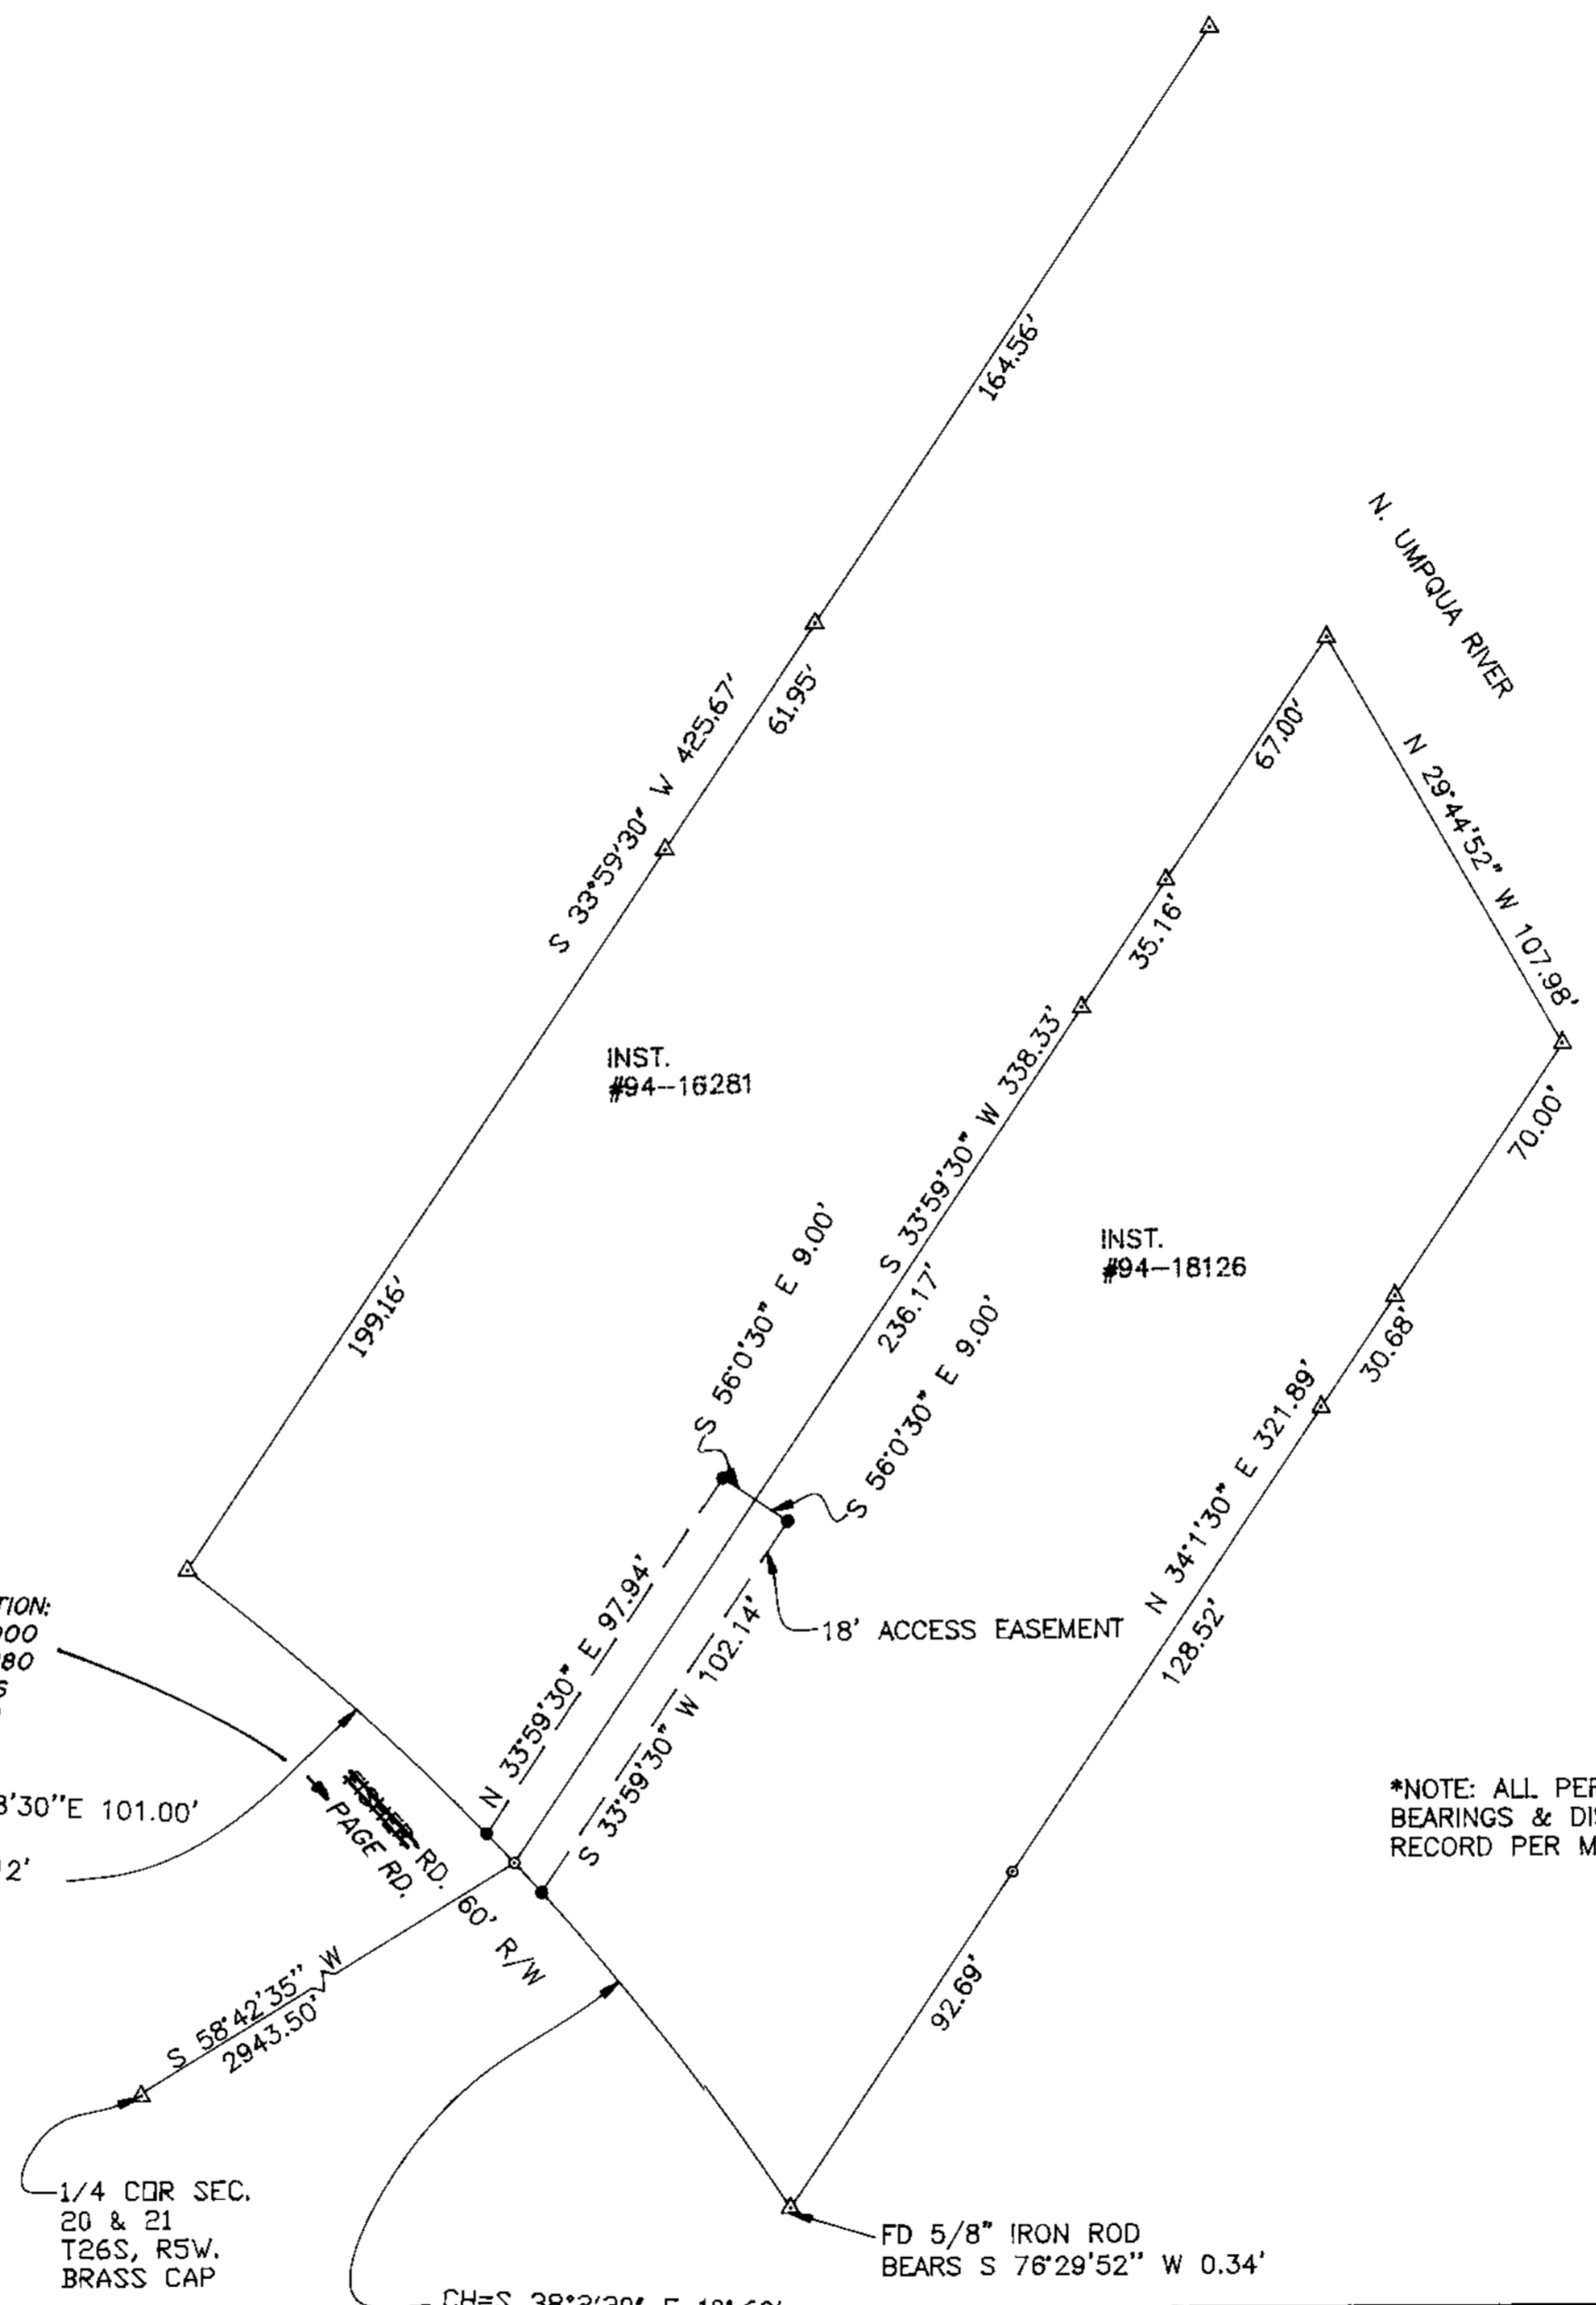 164.56'
N. UMPQUA RIVER
61.95'
S 33°59'30" W 425.67'
67.00'
N 29°44'52" W 107.98'
35.16'
INST.
#94-16281
S 33°59'30" W 338.33'
70.00'
INST.
#94-18126
199.16'
S 56°0'30" E 9.00'
236.17'
S 56°0'30" E 9.00'
30.68'
N 34°1'30" E 321.89'
128.52'
18' ACCESS EASEMENT
N 33°59'30" E 97.94'
S 33°59'30" W 102.14'
TION:
000
80
S
3'30"E 101.00'
2'
RD. 60' R/W
PAGE RD.
*NOTE: ALL PER
BEARINGS & DIS
RECORD PER M
92.69'
S 58°42'35" W
2943.50'
1/4 COR SEC.
20 & 21
T26S, R5W.
BRASS CAP
FD 5/8" IRON ROD
BEARS S 76°29'52" W 0.34'
CH=S 38°